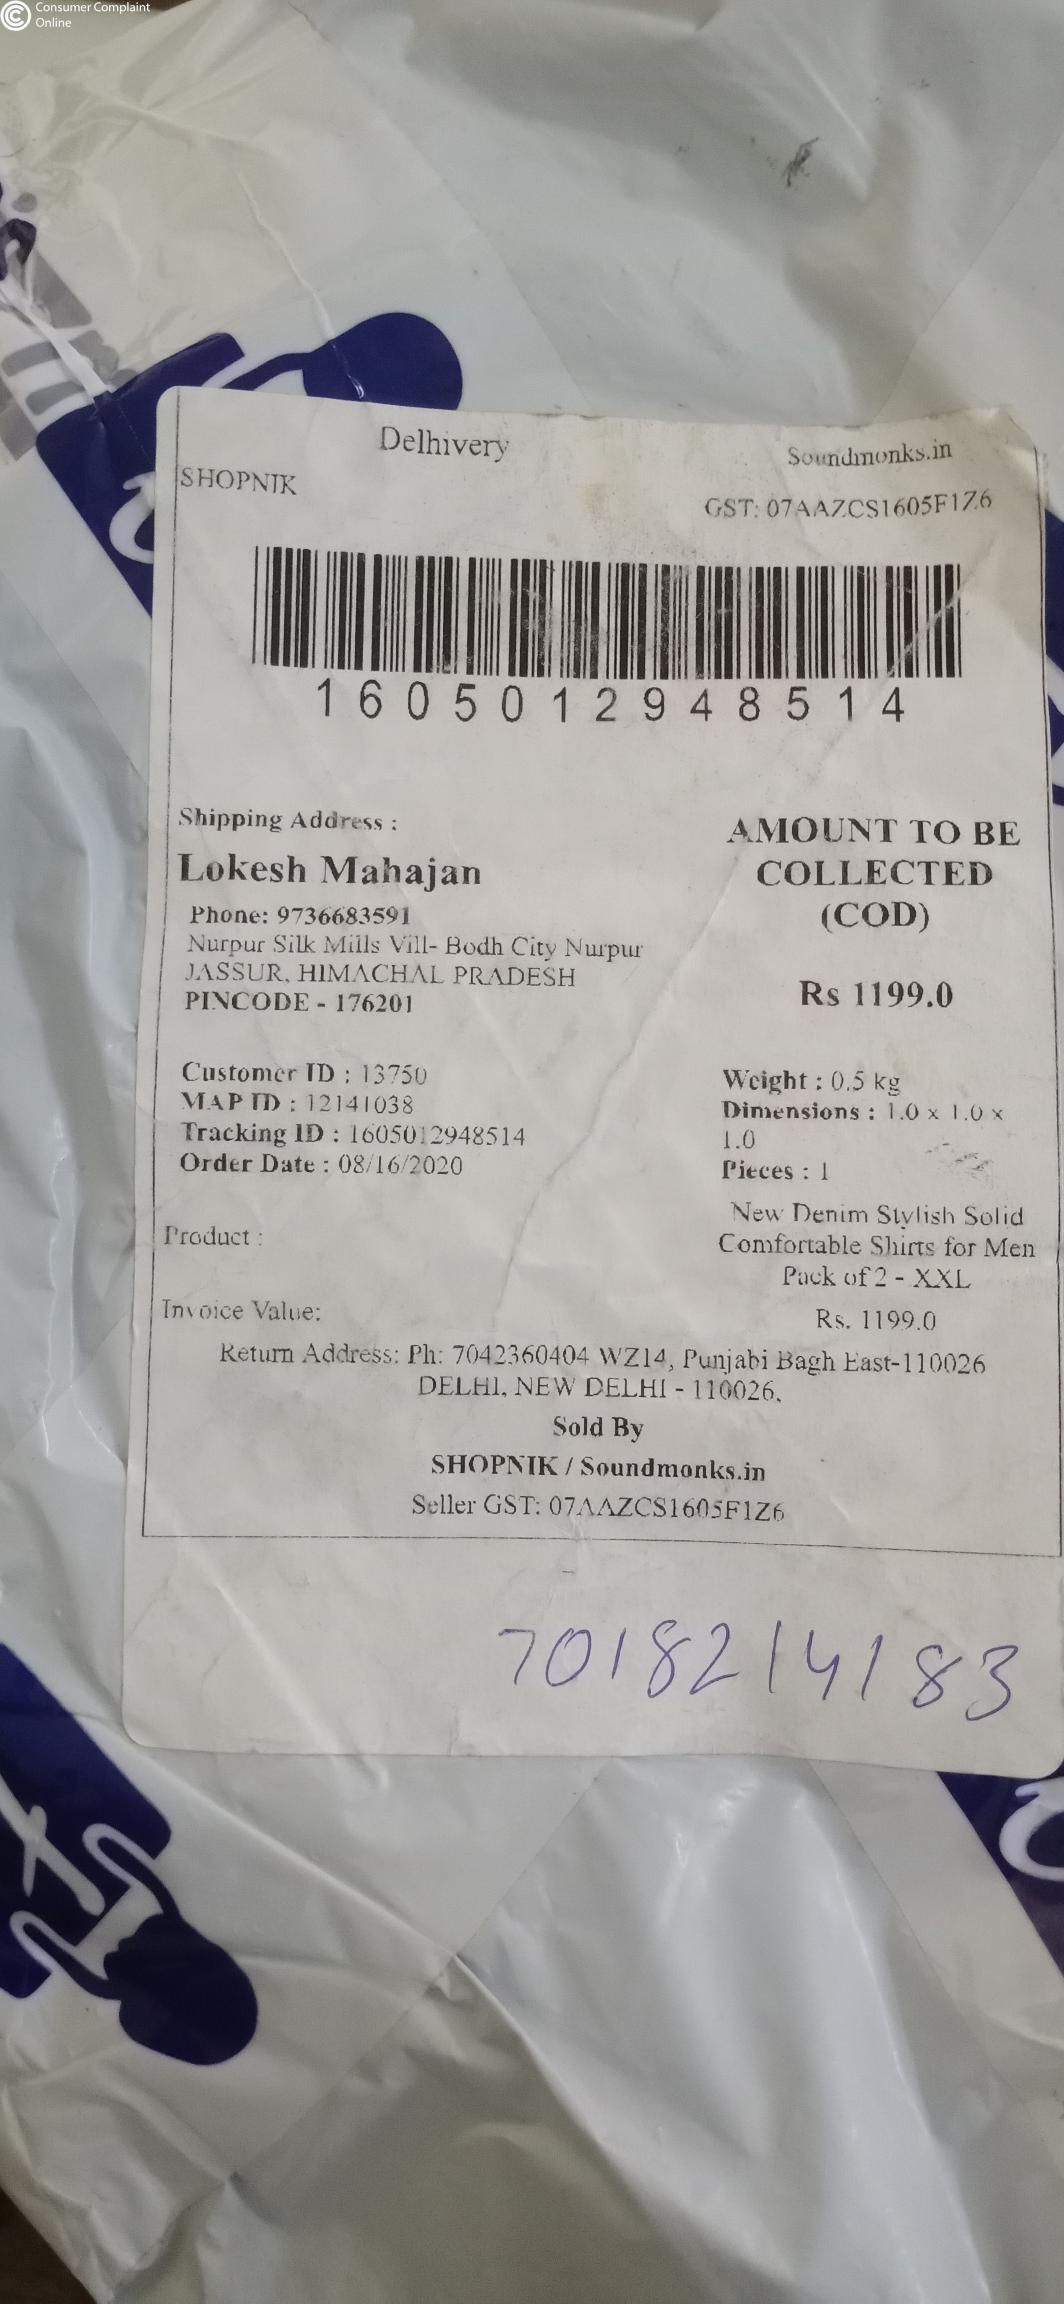 Consumer Complaint
Online
Delhivery
Soundmonks.in
SHOPNIK
GST: 07AAZCS1605F1Z6
1605012948514
Shipping Address :
Lokesh Mahajan
Phone: 9736683591
Nurpur Silk Mills Vill- Bodh City Nurpur
JASSUR, HIMACHAL PRADESH
PINCODE - 176201
AMOUNT TO BE
COLLECTED
(COD)
Rs 1199.0
Customer ID : 13750
MAP ID : 12141038
Tracking ID : 1605012948514
Order Date : 08/16/2020
Weight : 0.5 kg
Dimensions : 1.0 x 1.0 x
1.0
Pieces : 1
Product :
New Denim Stylish Solid
Comfortable Shirts for Men
Pack of 2 - XXL
Invoice Value:
Rs. 1199.0
Return Address: Ph: 7042360404 WZ14, Punjabi Bagh East-110026
DELHI, NEW DELHI - 110026,
Sold By
SHOPNIK / Soundmonks.in
Seller GST: 07AAZCS1605F1Z6
7018214183